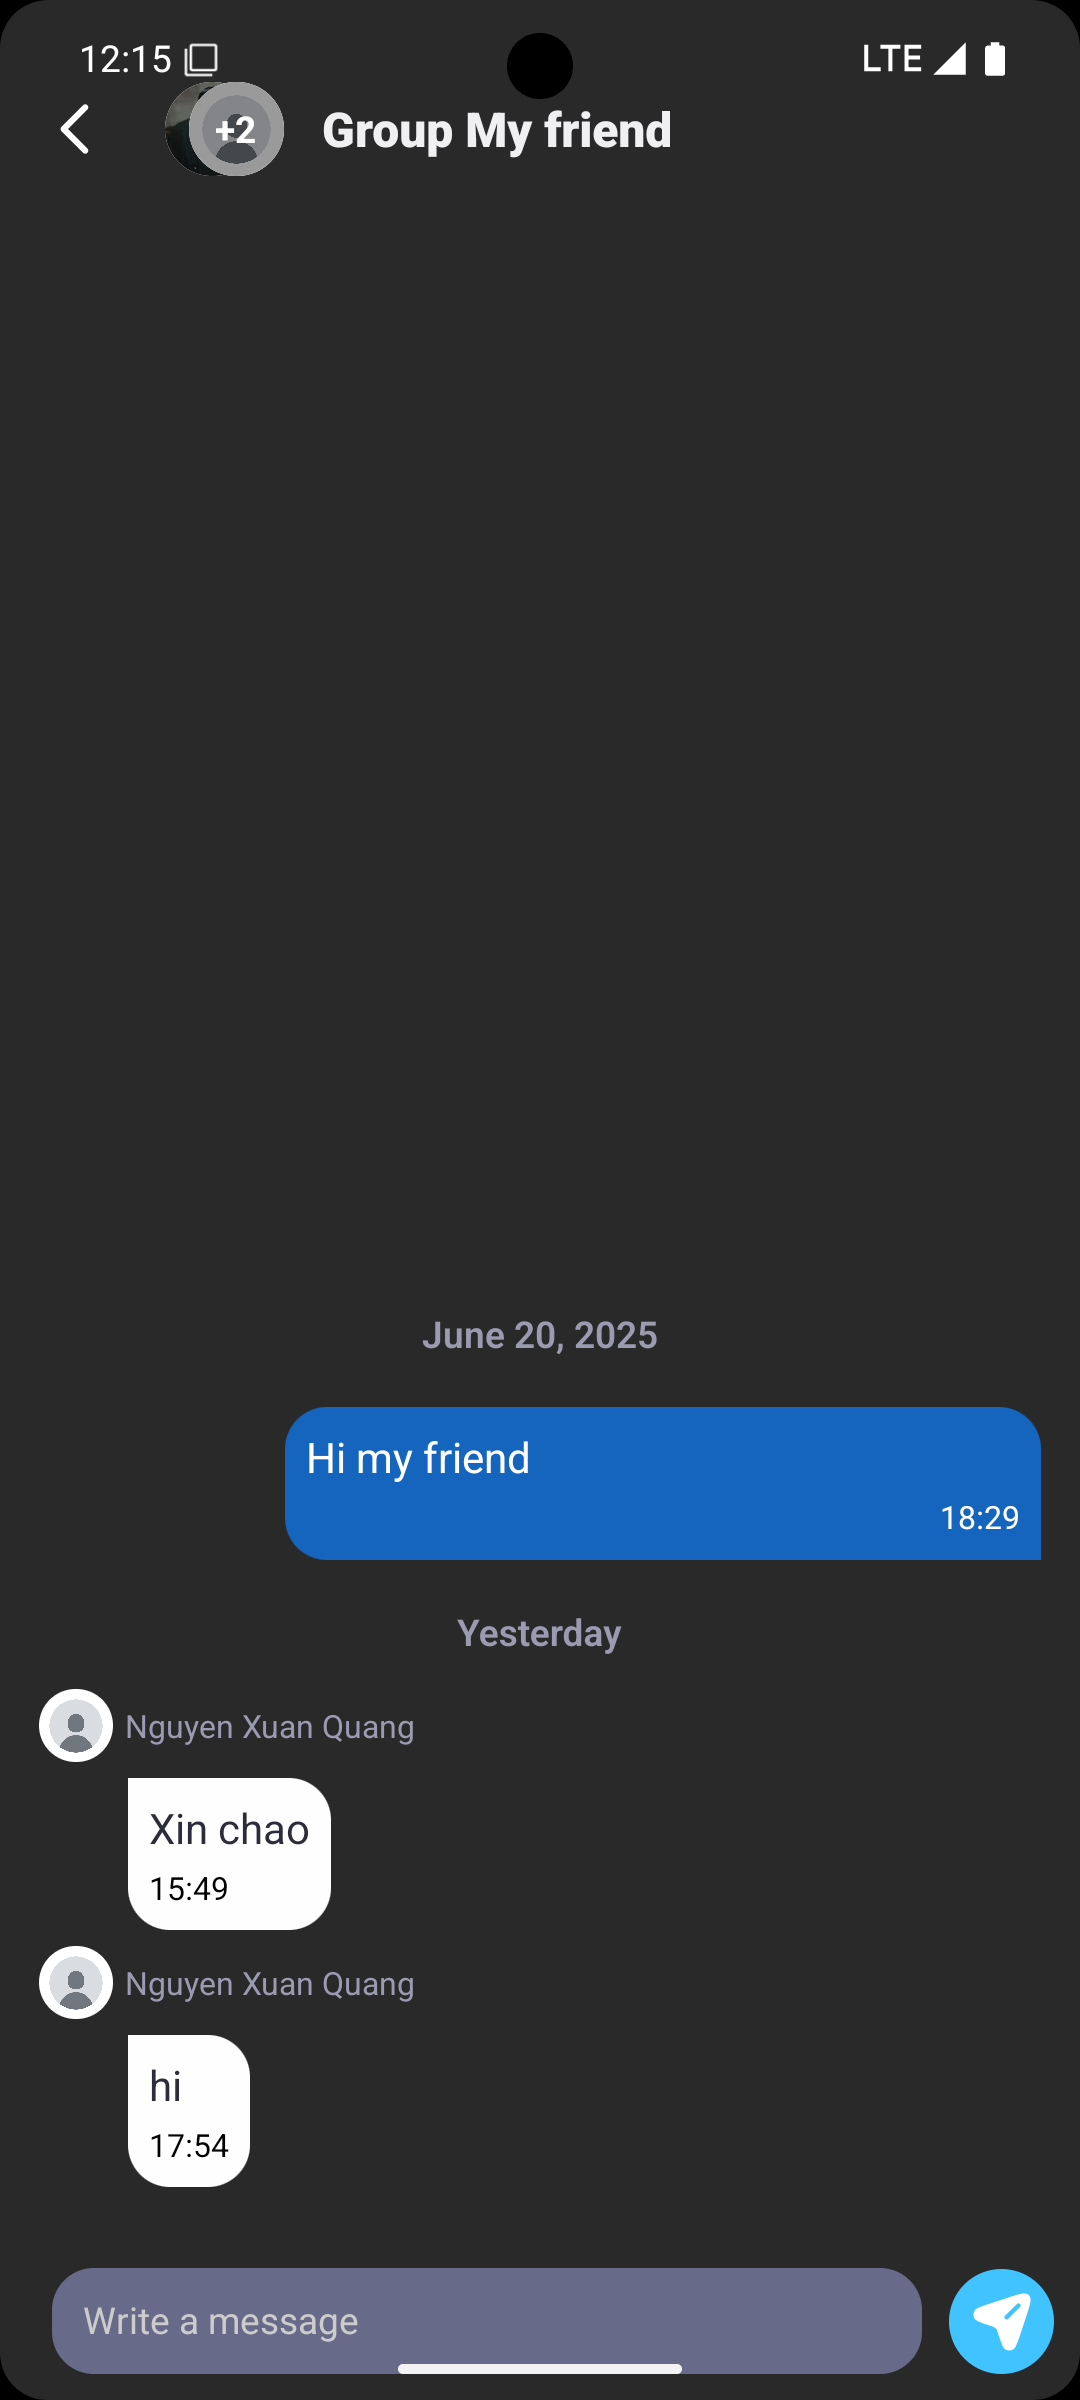 12:15
LTE
+2
Group My friend
June 20, 2025
Hi my friend
18:29
Yesterday
Nguyen Xuan Quang
Xin chao
15:49
Nguyen Xuan Quang
hi
17:54
Write a message